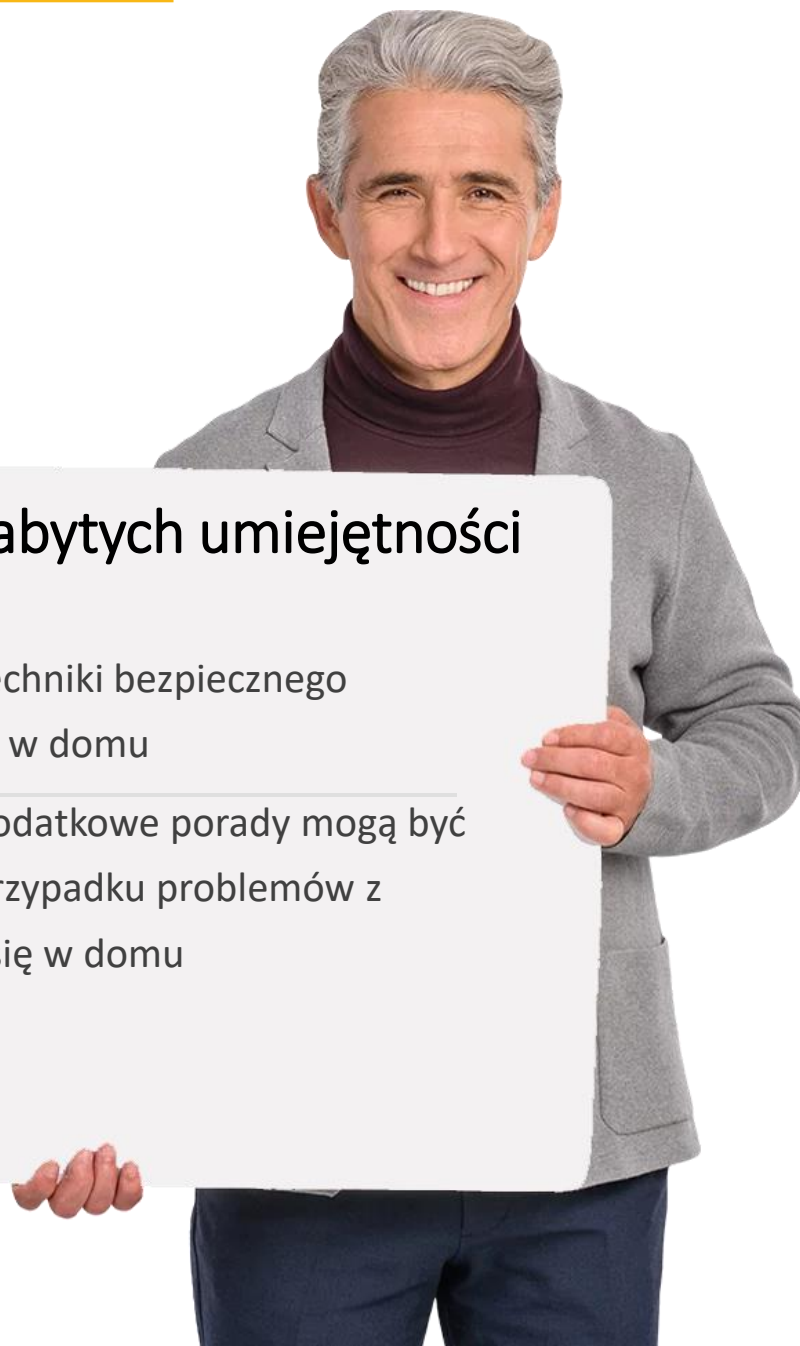 abytych umiejętności
echniki bezpiecznego
w domu
odatkowe porady mogą być
rzypadku problemów z
się w domu